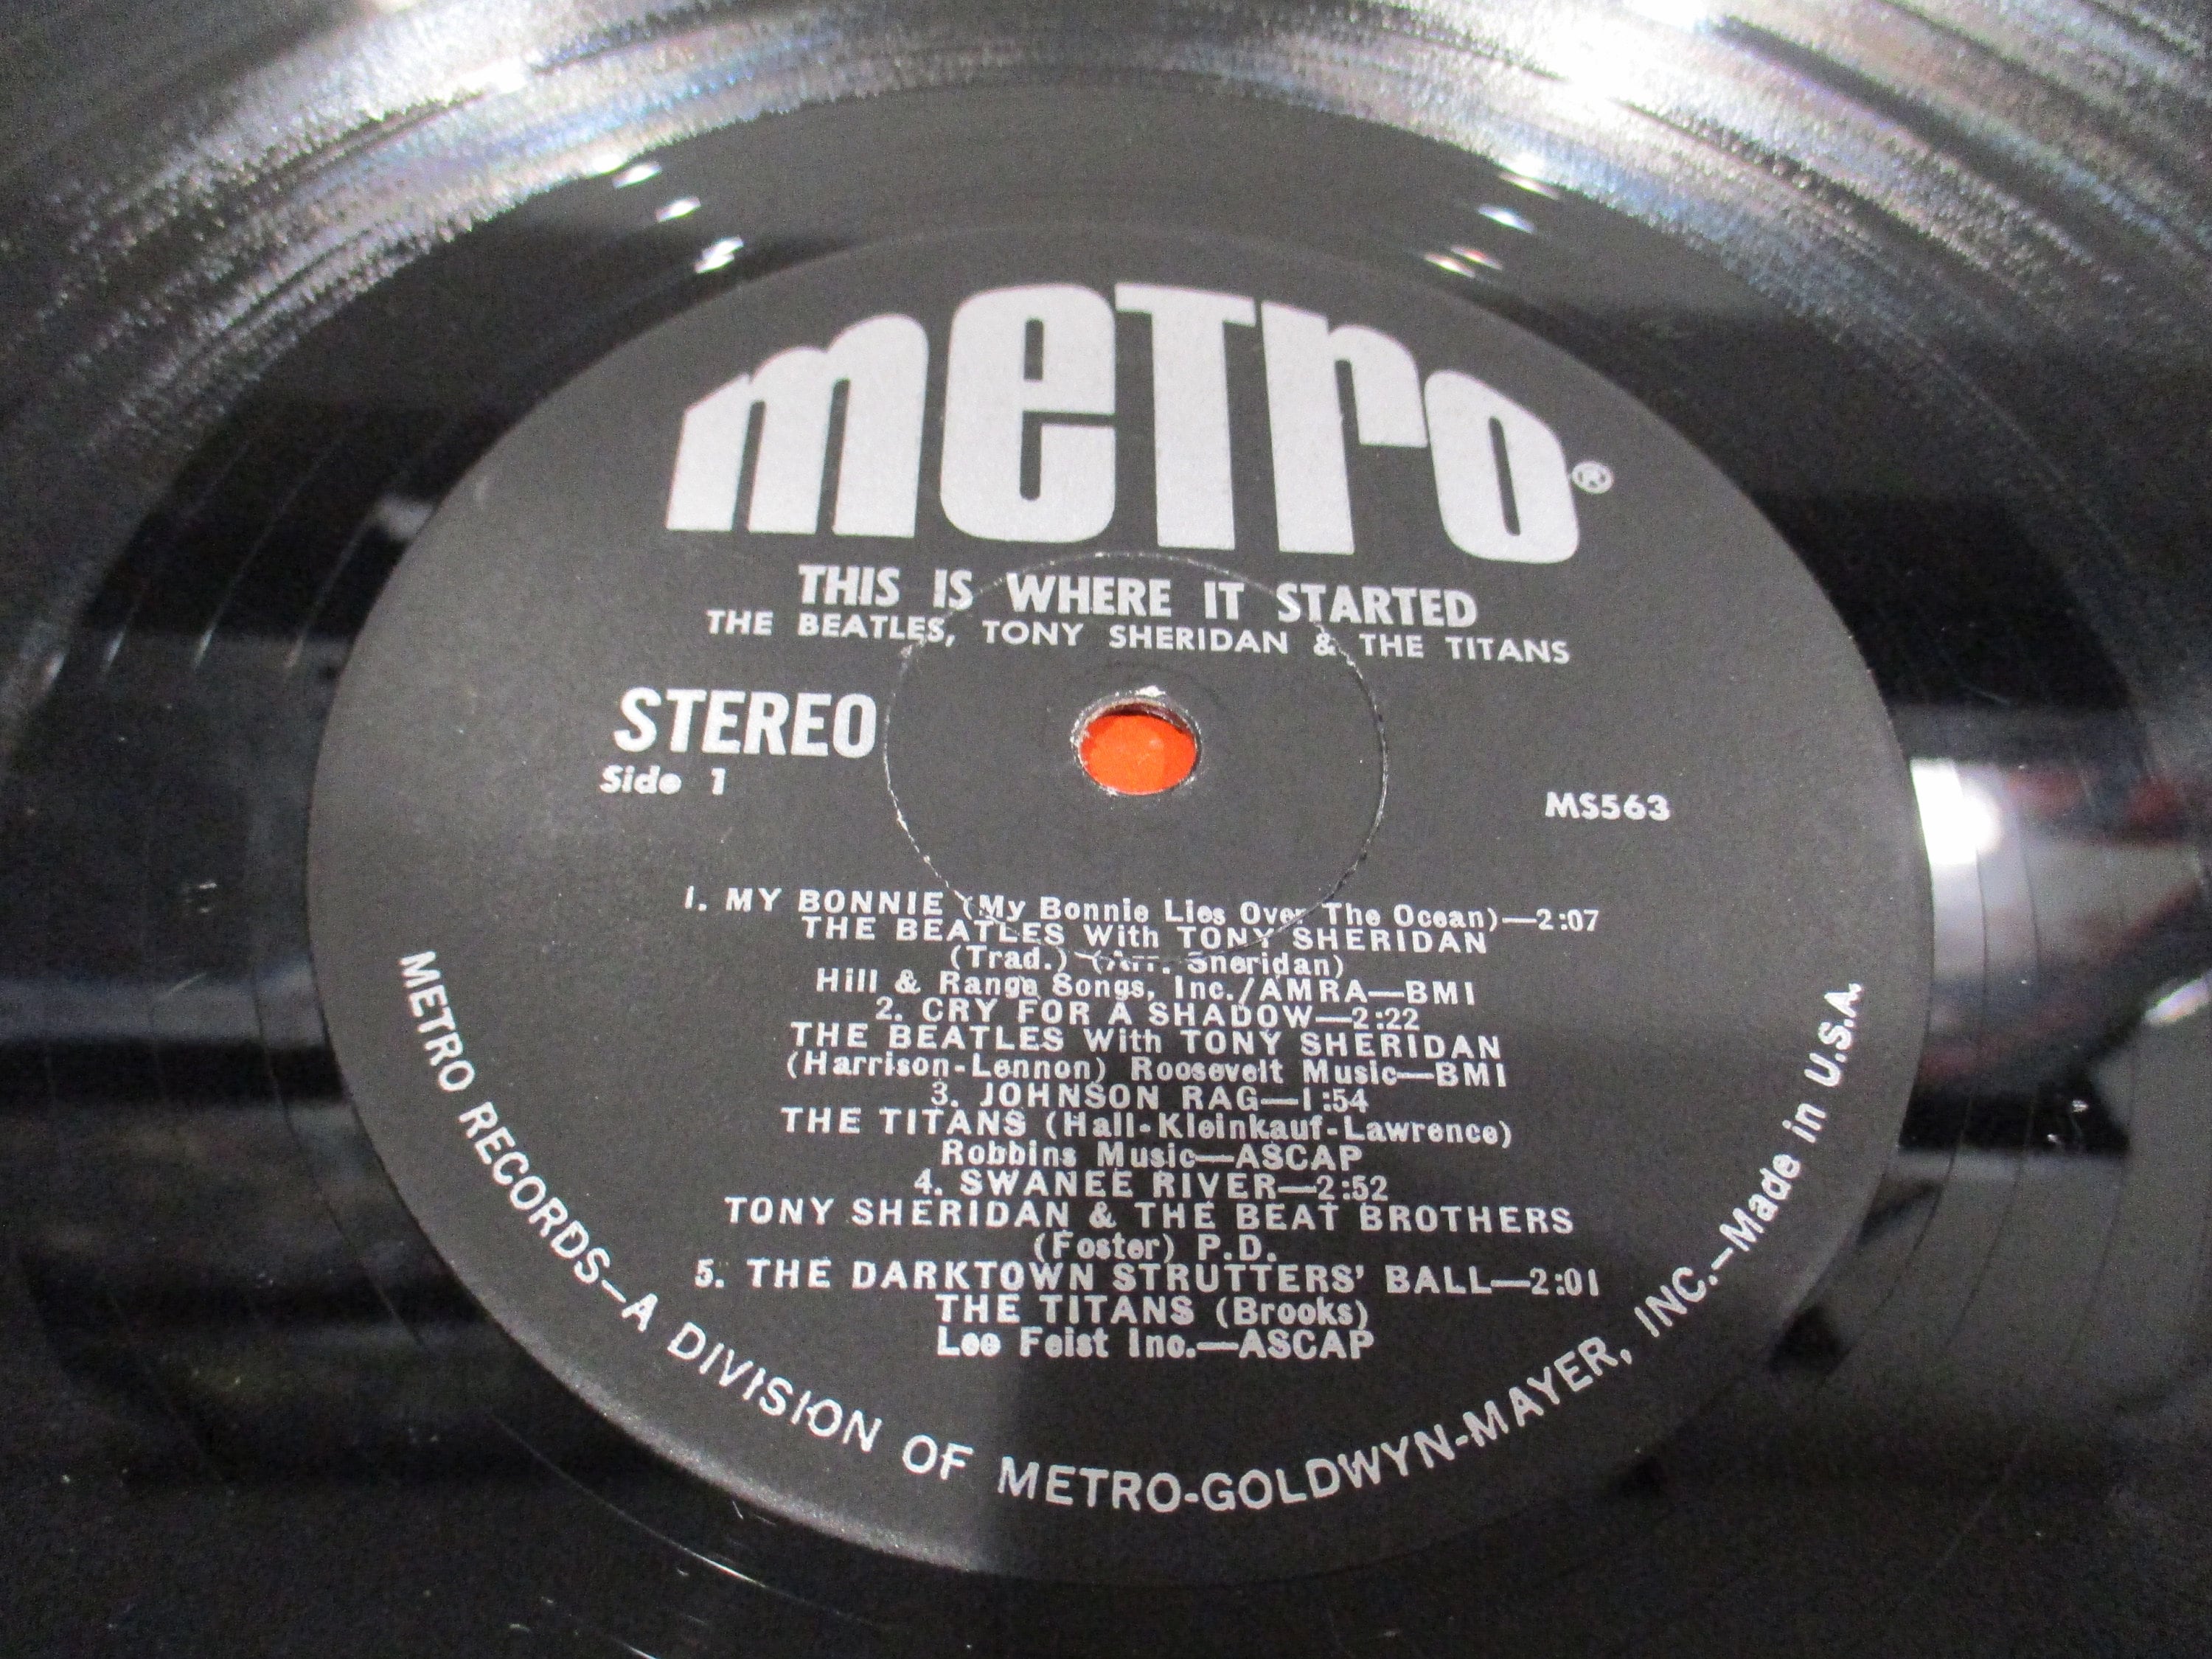 meTro®
THIS IS WHERE IT STARTED
THE BEATLES, TONY SHERIDAN & THE TITANS
STEREO
Side 1
MS563
1. MY BONNIE (My Bonnie Lies Over The Ocean)—2:07
THE BEATLES With TONY SHERIDAN
(Trad.) (Arr. Sheridan)
Hill & Range Songs, Inc./AMRA—BMI
2. CRY FOR A SHADOW—2:22
THE BEATLES With TONY SHERIDAN
(Harrison-Lennon) Roosevelt Music—BMI
3. JOHNSON RAG—1:54
THE TITANS (Hall-Kleinkauf-Lawrence)
Robbins Music—ASCAP
4. SWANEE RIVER—2:52
TONY SHERIDAN & THE BEAT BROTHERS
(Foster) P.D.
5. THE DARKTOWN STRUTTERS' BALL—2:01
THE TITANS (Brooks)
Leo Feist Inc.—ASCAP
METRO RECORDS—A DIVISION OF METRO-GOLDWYN-MAYER, INC.—Made in U.S.A.